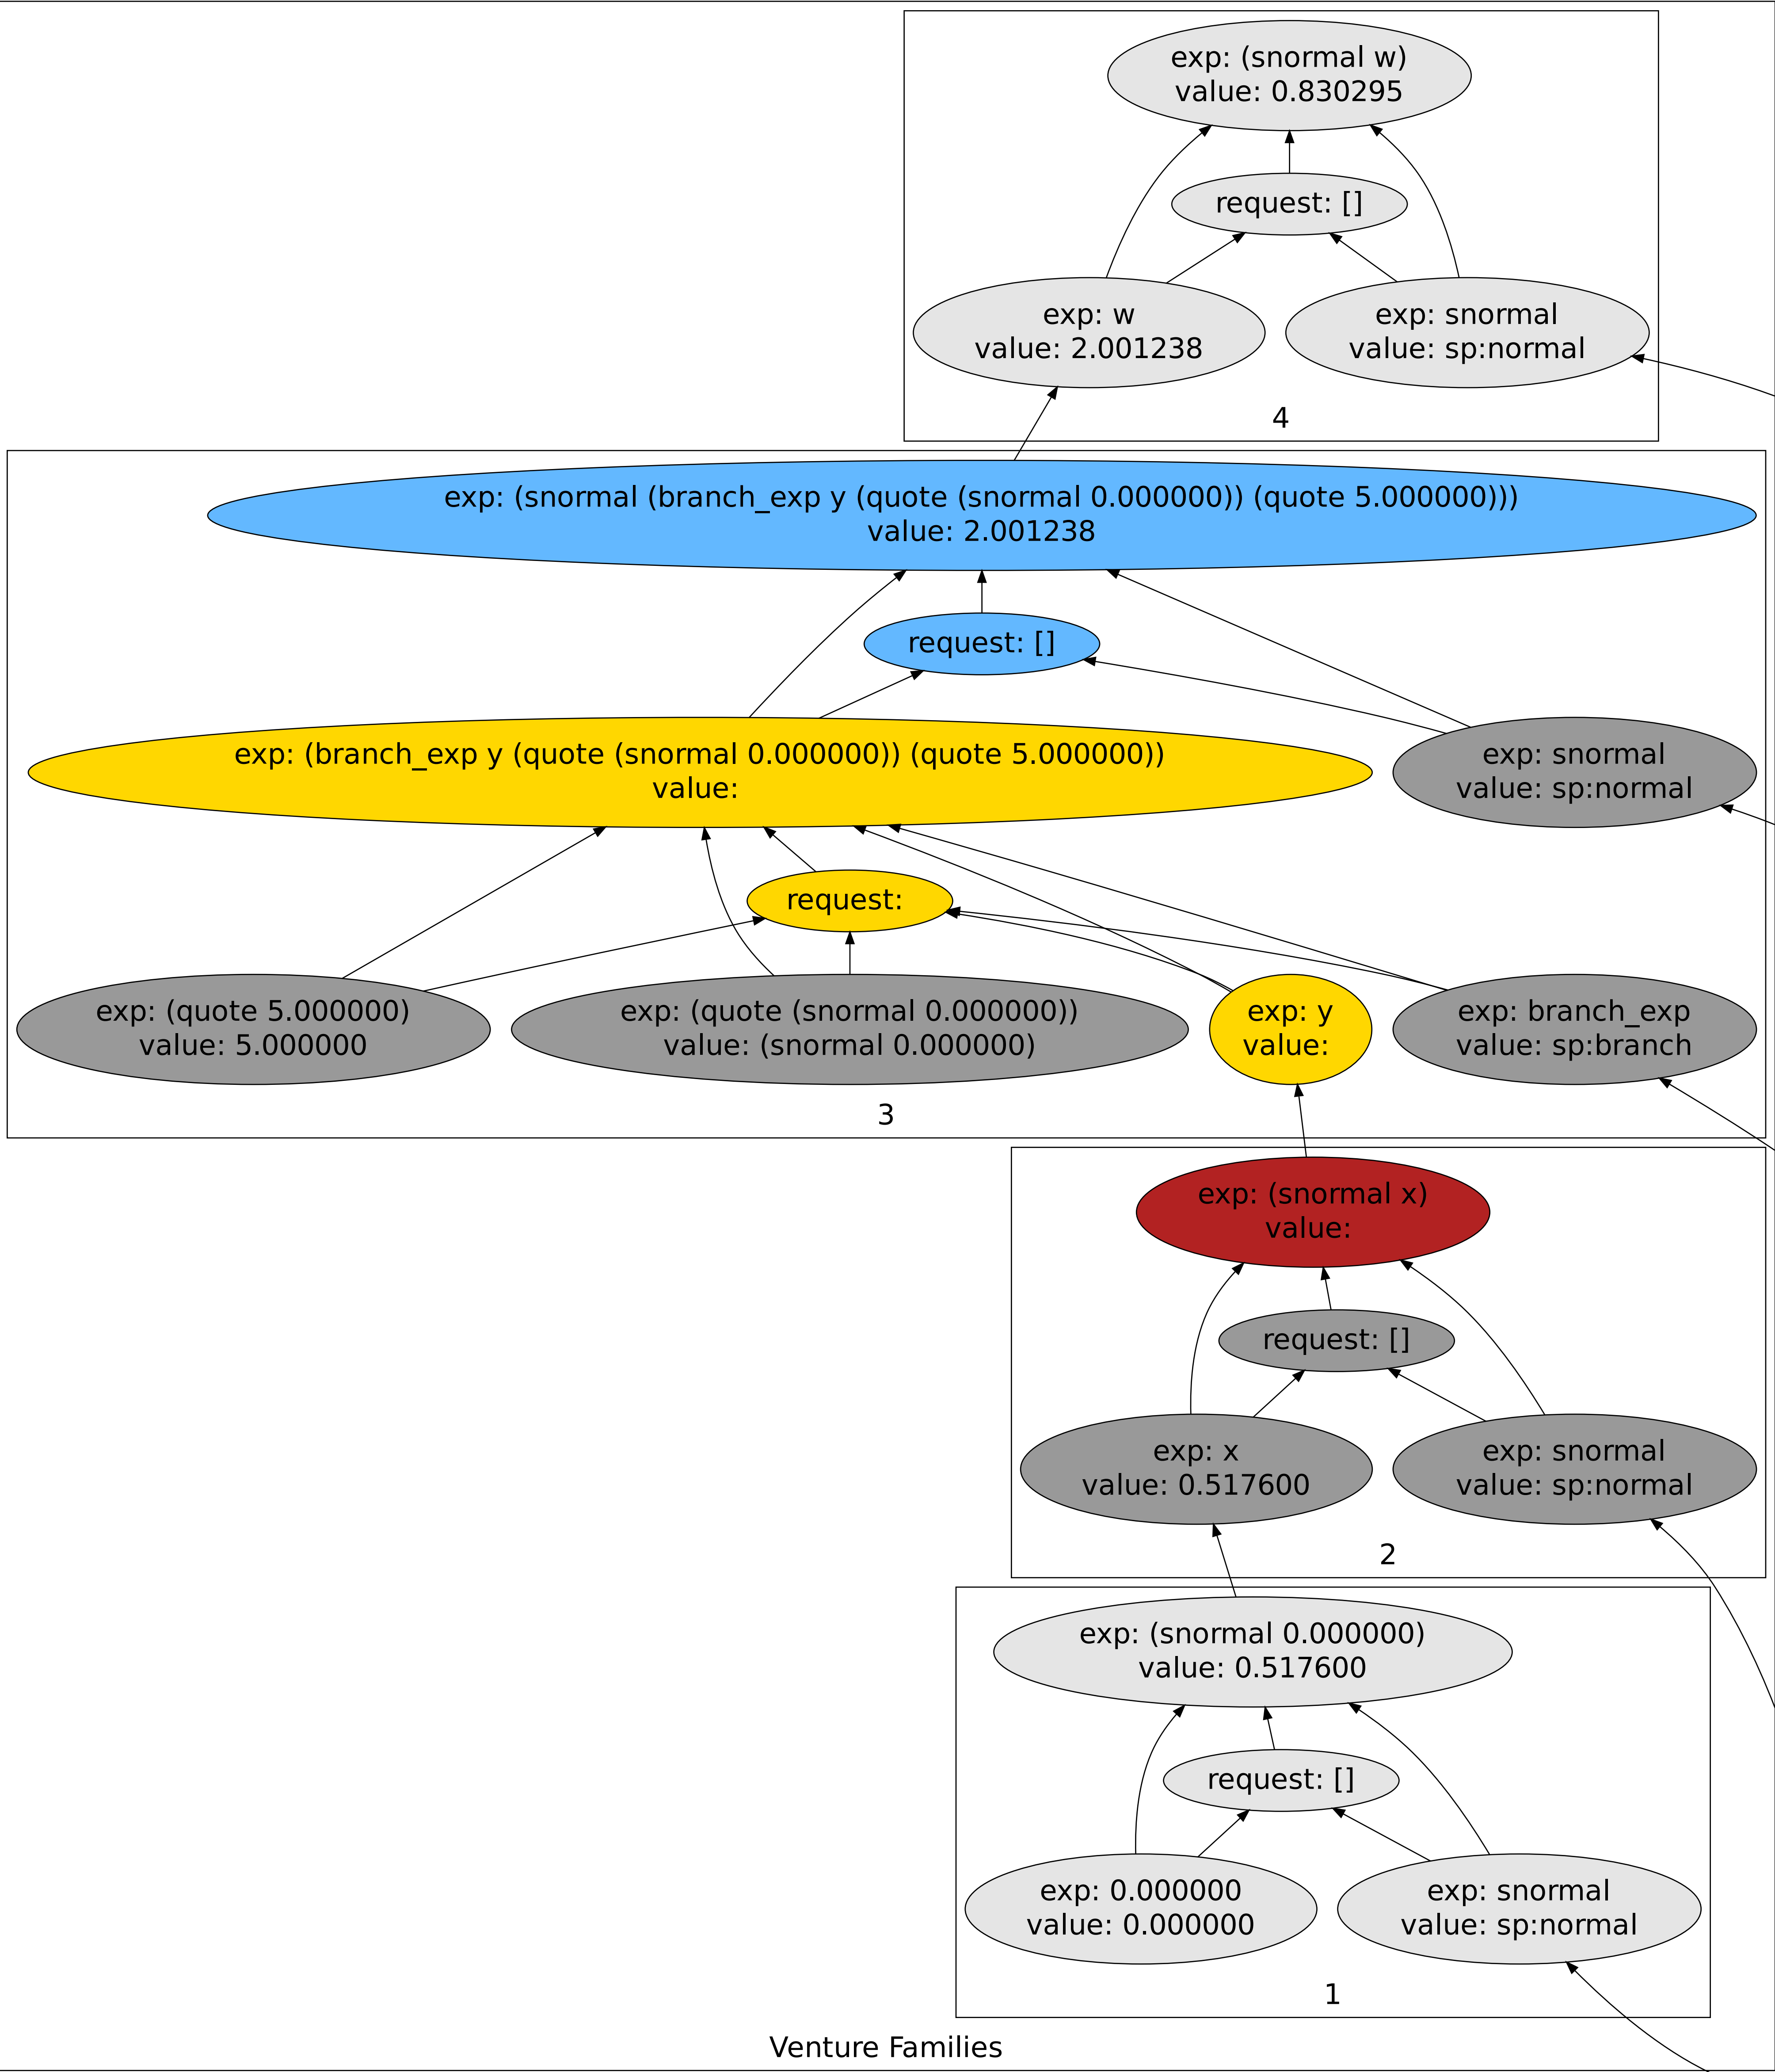 exp: (snormal w)
value: 0.830295
request: []
exp: w
value: 2.001238
exp: snormal
value: sp:normal
4
exp: (snormal (branch_exp y (quote (snormal 0.000000)) (quote 5.000000)))
value: 2.001238
request: []
exp: (branch_exp y (quote (snormal 0.000000)) (quote 5.000000))
value:
exp: snormal
value: sp:normal
request:
exp: (quote 5.000000)
value: 5.000000
exp: (quote (snormal 0.000000))
value: (snormal 0.000000)
exp: y
value:
exp: branch_exp
value: sp:branch
3
exp: (snormal x)
value:
request: []
exp: x
value: 0.517600
exp: snormal
value: sp:normal
2
exp: (snormal 0.000000)
value: 0.517600
request: []
exp: 0.000000
value: 0.000000
exp: snormal
value: sp:normal
1
Venture Families